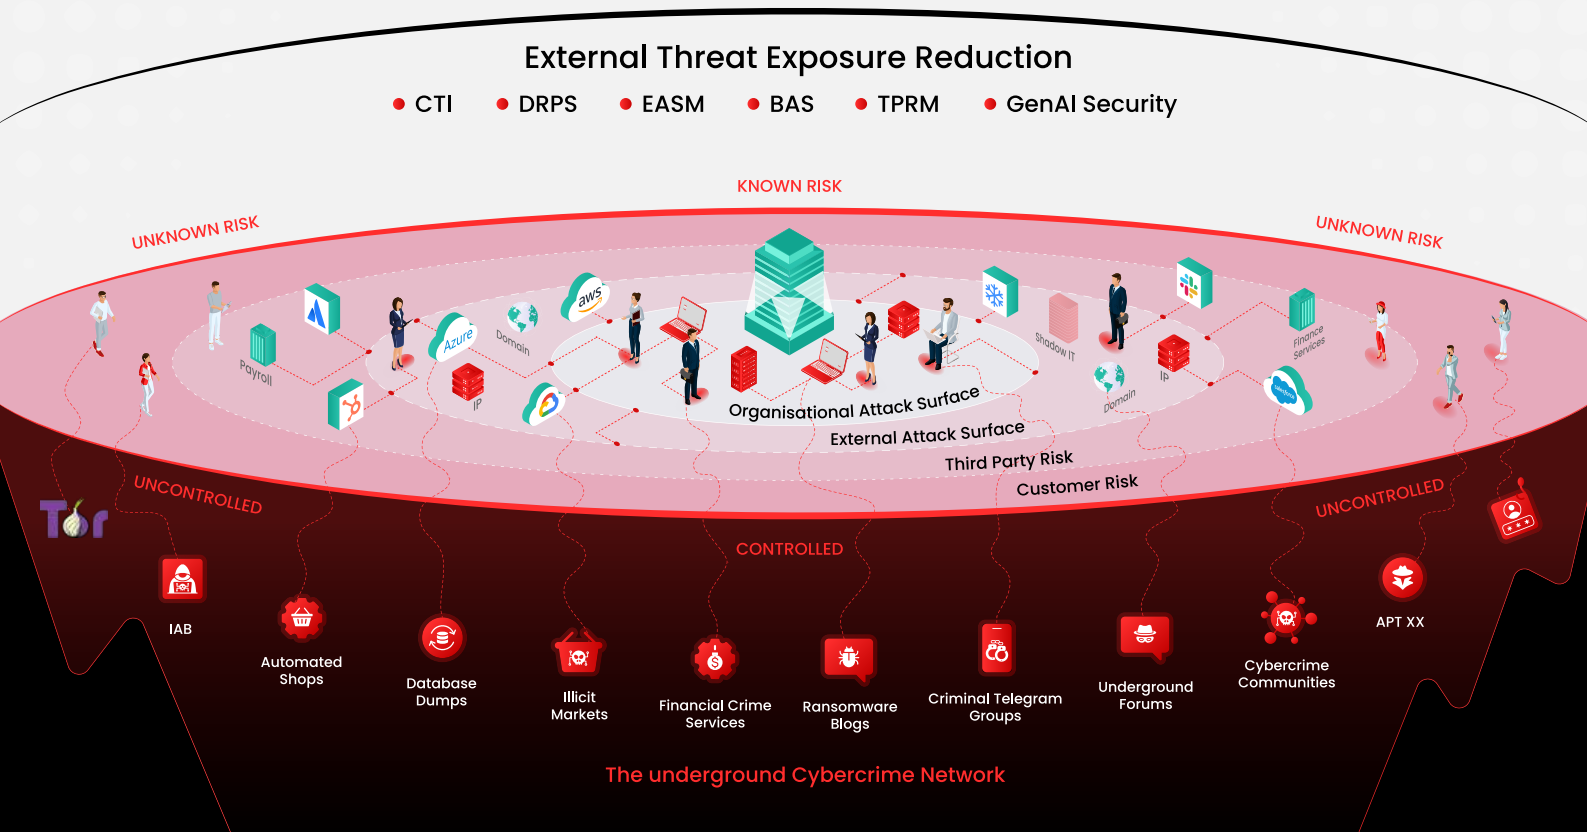 External Threat Exposure Reduction
CTI
DRPS
EASM
BAS
TPRM
GenAI Security
KNOWN RISK
UNKNOWN RISK
UNKNOWN RISK
aws
Azure
Domain
Payroll
IP
Shadow IT
Finance
Services
IP
Domain
salesforce
Organisational Attack Surface
External Attack Surface
Third Party Risk
Customer Risk
UNCONTROLLED
UNCONTROLLED
CONTROLLED
Tor
IAB
Automated
Shops
Database
Dumps
Illicit
Markets
Financial Crime
Services
Ransomware
Blogs
Criminal Telegram
Groups
Underground
Forums
Cybercrime
Communities
APT XX
The underground Cybercrime Network